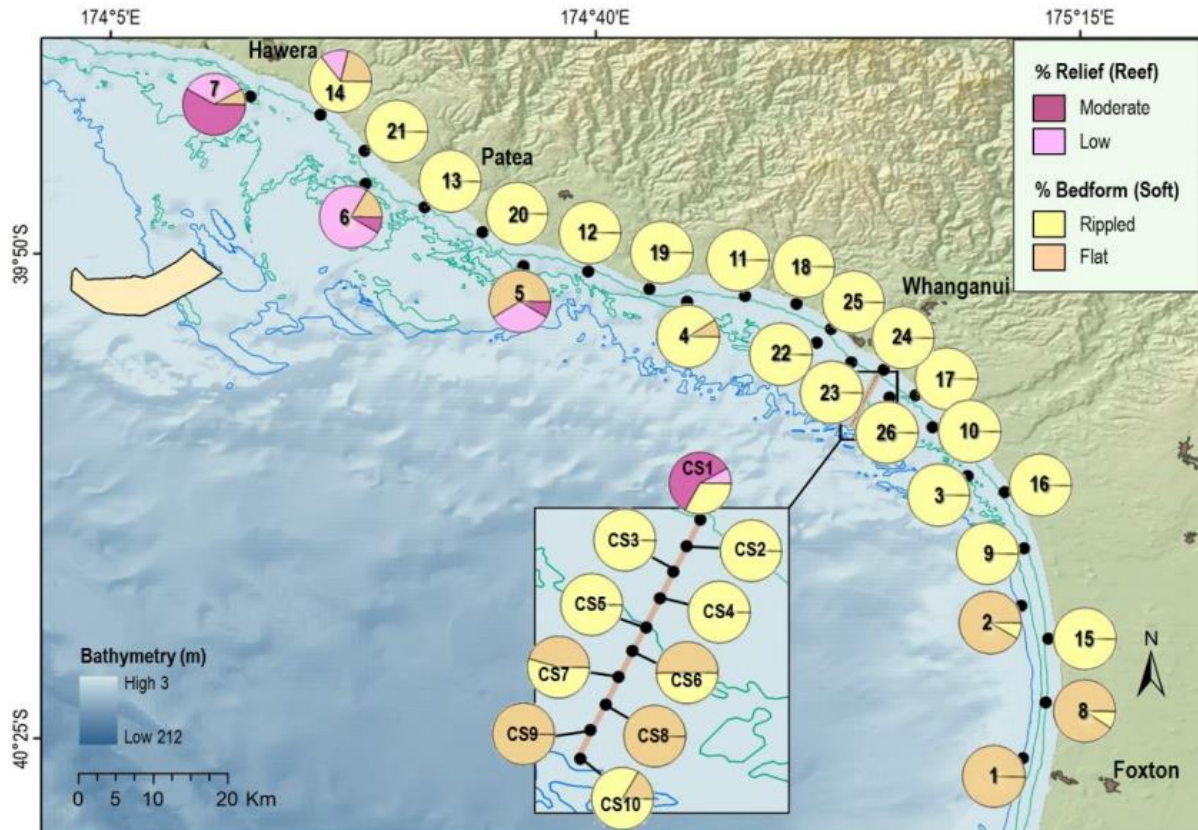 174°5'E
174°40'E
175°15'E
Hawera
% Relief (Reef)
Moderate
Low
% Bedform (Soft)
Rippled
Flat
7
14
21
Patea
13
6
20
12
19
11
18
39°50'S
5
4
25
Whanganui
22
24
23
17
26
10
CS1
3
16
CS3
CS2
9
CS5
CS4
2
15
N
CS7
CS6
Bathymetry (m)
High 3
Low 212
CS9
CS8
8
40°25'S
1
Foxton
0 5 10 20 Km
CS10